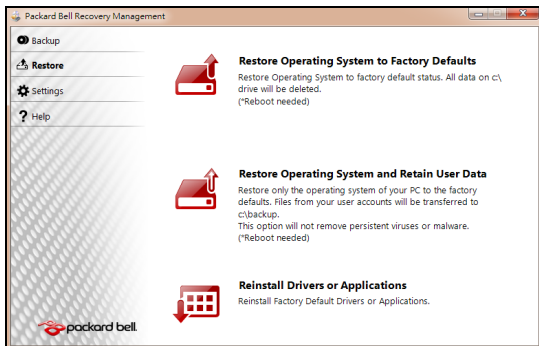 Packard Bell Recovery Management
Backup
Restore
Settings
? Help
Restore Operating System to Factory Defaults
Restore Operating System to factory default status. All data on c:\
drive will be deleted.
(*Reboot needed)
Restore Operating System and Retain User Data
Restore only the operating system of your PC to the factory
defaults. Files from your user accounts will be transferred to
c:\backup.
This option will not remove persistent viruses or malware.
(*Reboot needed)
Reinstall Drivers or Applications
Reinstall Factory Default Drivers or Applications.
packard bell.